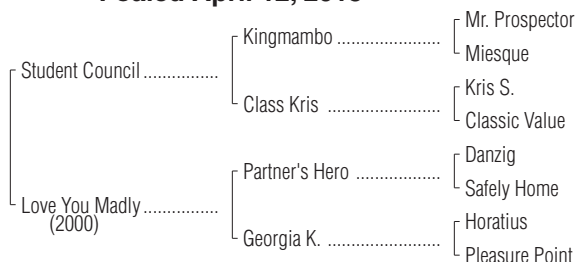 Foaled April 12,
Mr. Prospector
Kingmambo .......................
Miesque
Student Council ................
Kris S.
Class Kris .........................
Classic Value
Danzig
Partner's Hero ..................
Safely Home
Love You Madly ................
(2000)
Horatius
Georgia K. ........................
Pleasure Point